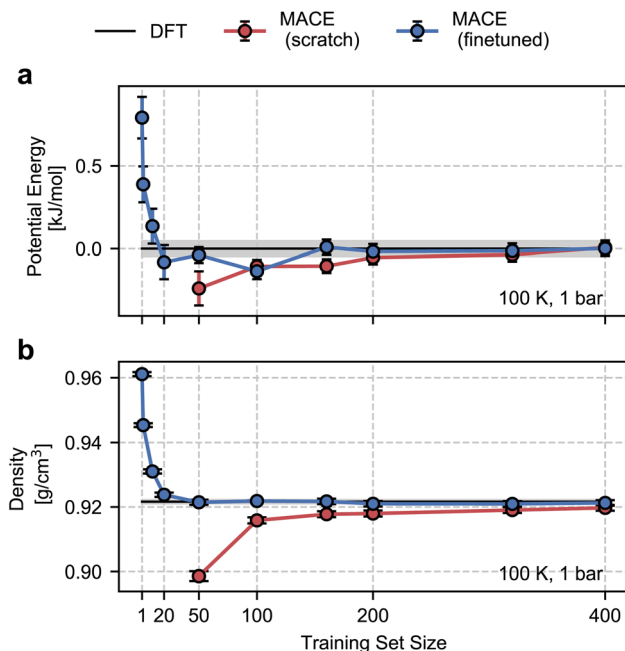 DFT
MACE
(scratch)
MACE
(finetuned)
a
Potential Energy
[kJ/mol]
0.5
0.0
100 K, 1 bar
b
Density
[g/cm³]
0.96
0.94
0.92
0.90
100 K, 1 bar
1 20 50 100 200 400
Training Set Size